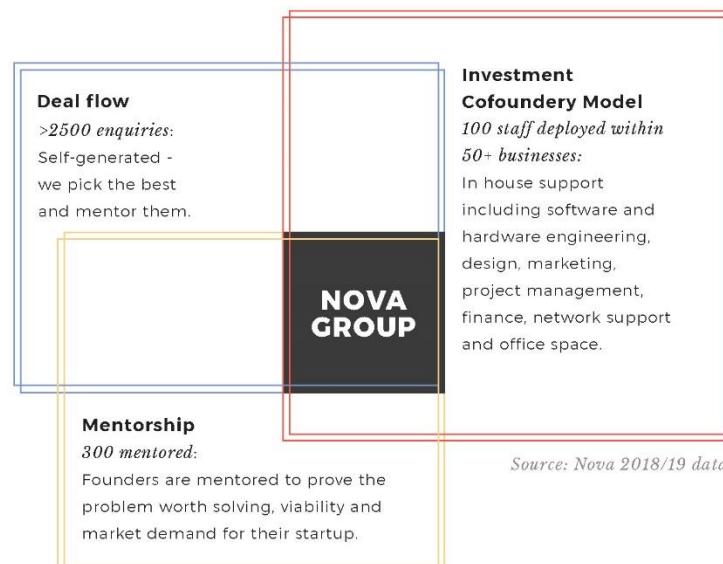 Deal flow
>2500 enquiries:
Self-generated -
we pick the best
and mentor them.
Investment
Cofoundery Model
100 staff deployed within
50+ businesses:
In house support
including software and
hardware engineering,
design, marketing,
project management,
finance, network support
and office space.
NOVA
GROUP
Mentorship
300 mentored:
Founders are mentored to prove the
problem worth solving, viability and
market demand for their startup.
Source: Nova 2018/19 data